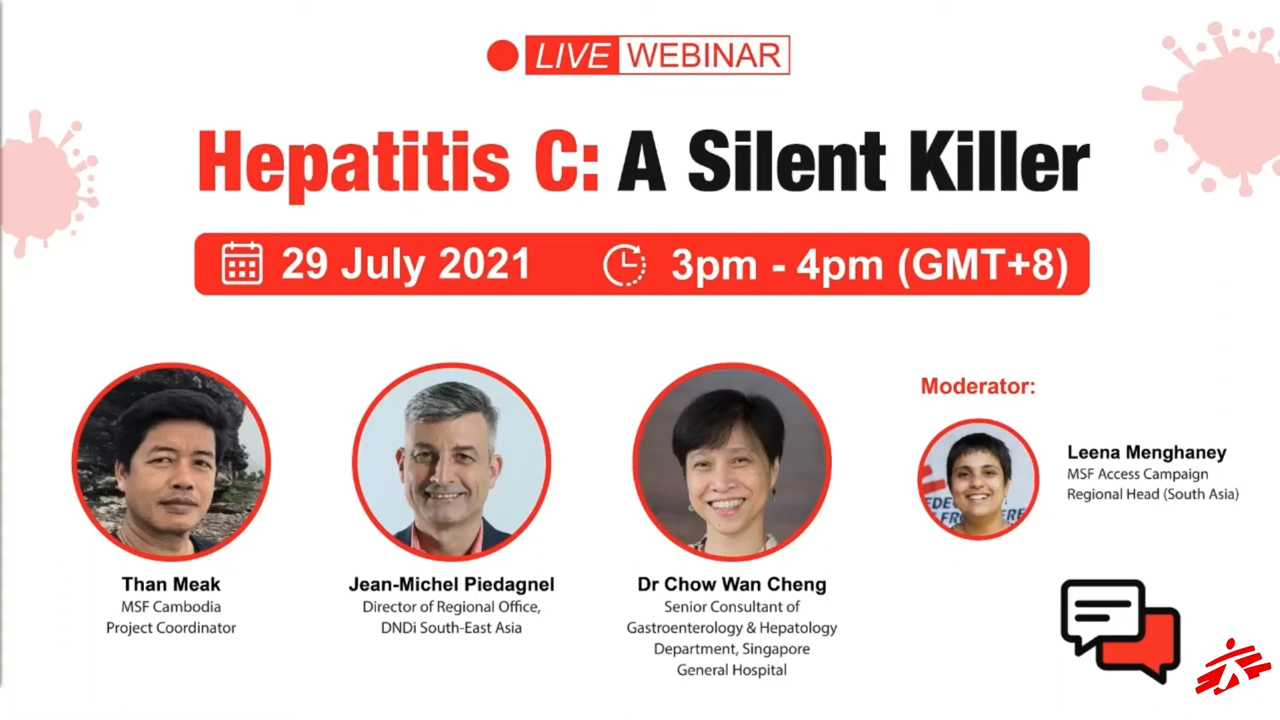 LIVE WEBINAR
Hepatitis C: A Silent Killer
29 July 2021 3pm - 4pm (GMT+8)
Than Meak
MSF Cambodia
Project Coordinator
Jean-Michel Piedagnel
Director of Regional Office,
DNDi South-East Asia
Dr Chow Wan Cheng
Senior Consultant of
Gastroenterology & Hepatology
Department, Singapore
General Hospital
Moderator:
Leena Menghaney
MSF Access Campaign
Regional Head (South Asia)